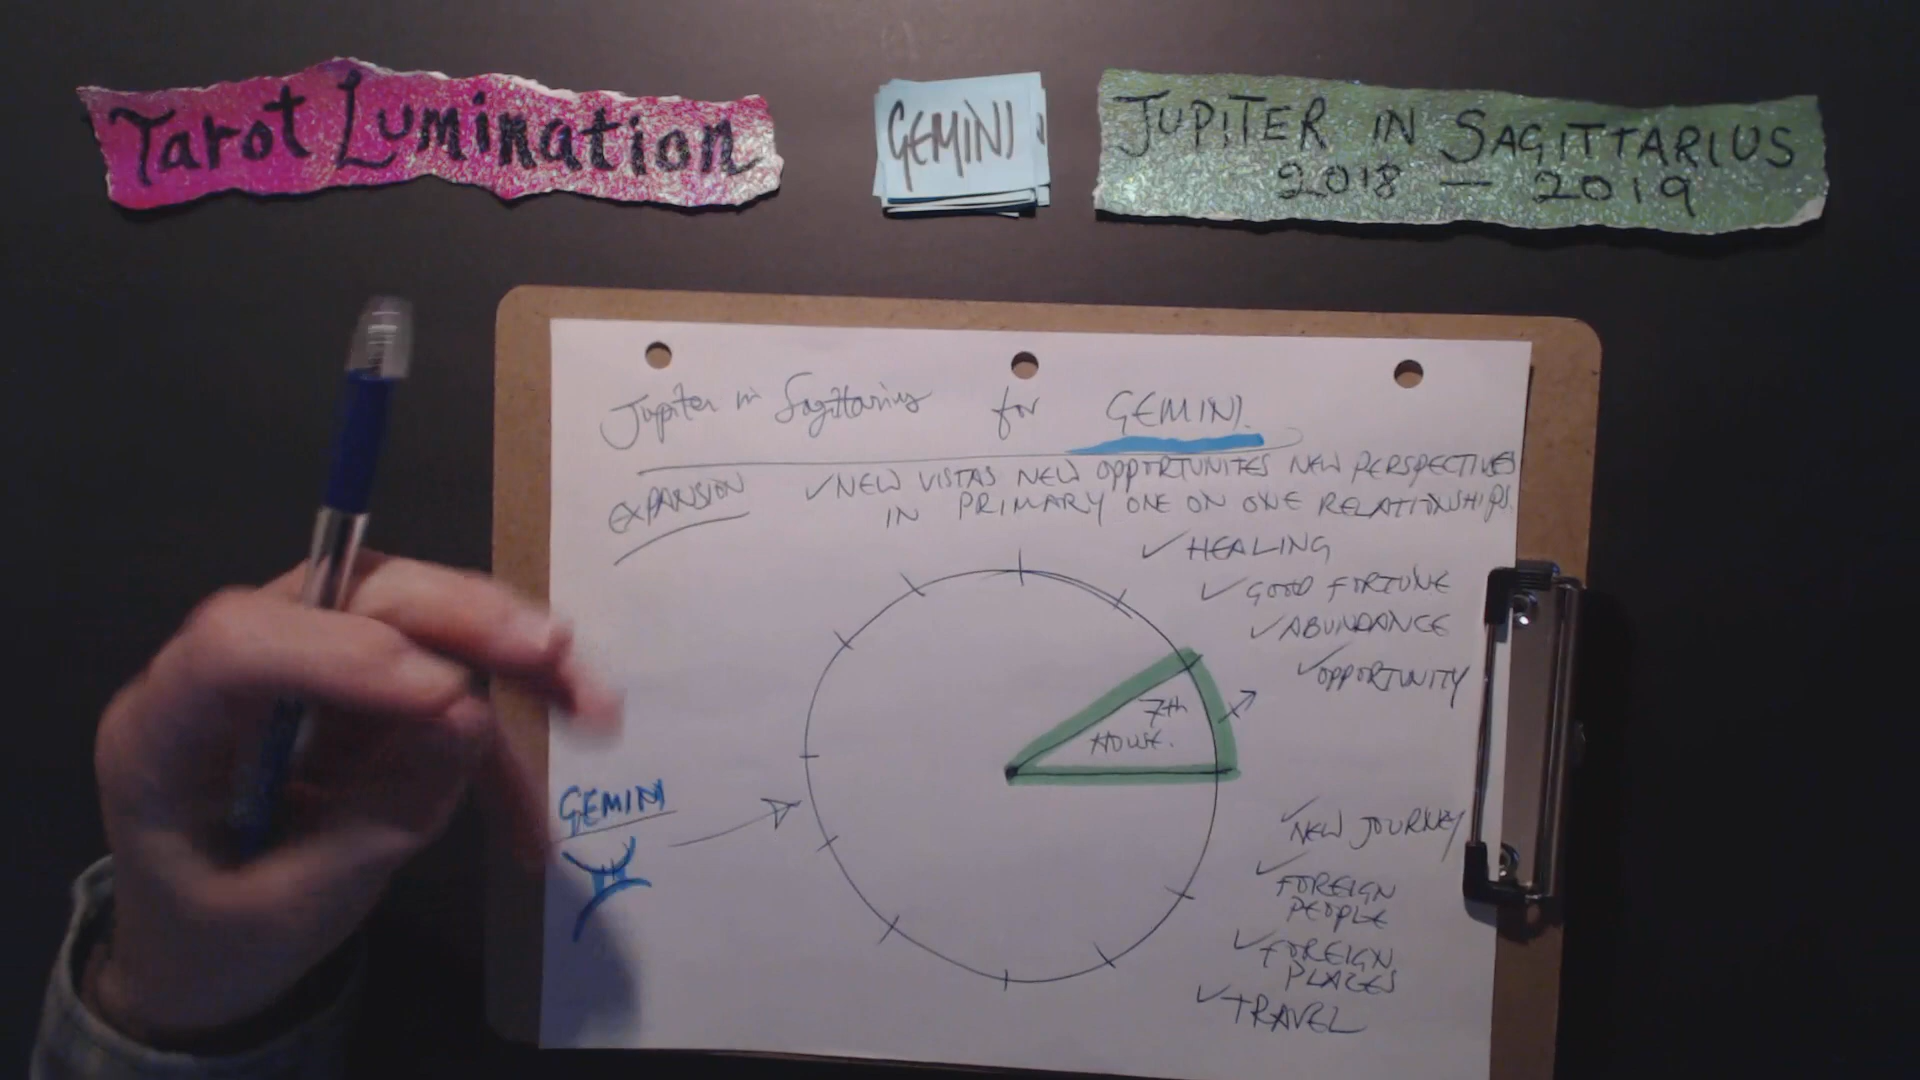 Tarot Lumination
GEMINI
JUPITER IN SAGITTARIUS
2018 — 2019
Jupiter in Sagittarius for GEMINI.
EXPANSION
✓NEW VISTAS NEW OPPORTUNITES NEW PERSPECTIVES
IN PRIMARY ONE ON ONE RELATIONSHIPS.
✓HEALING
✓GOOD FORTUNE
✓ABUNDANCE
✓OPPORTUNITY
7th
HOUSE.
GEMINI
✓NEW JOURNEY
✓FOREIGN
PEOPLE
✓FOREIGN
PLACES
✓TRAVEL